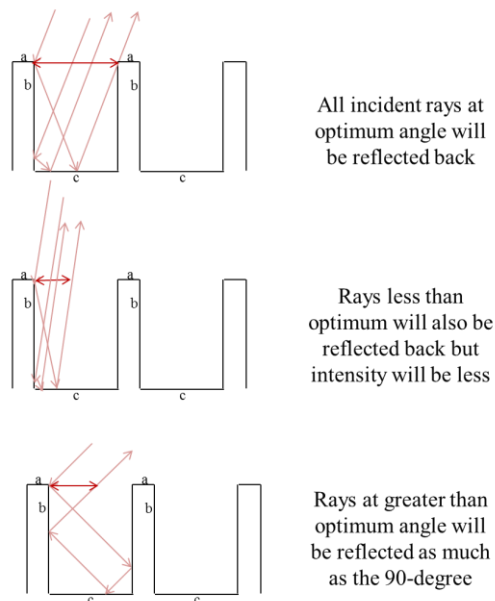 a
a
b
b
All incident rays at
optimum angle will
be reflected back
c
c
a
a
b
b
Rays less than
optimum will also be
reflected back but
intensity will be less
c
c
a
a
b
b
Rays at greater than
optimum angle will
be reflected as much
as the 90-degree
c
c